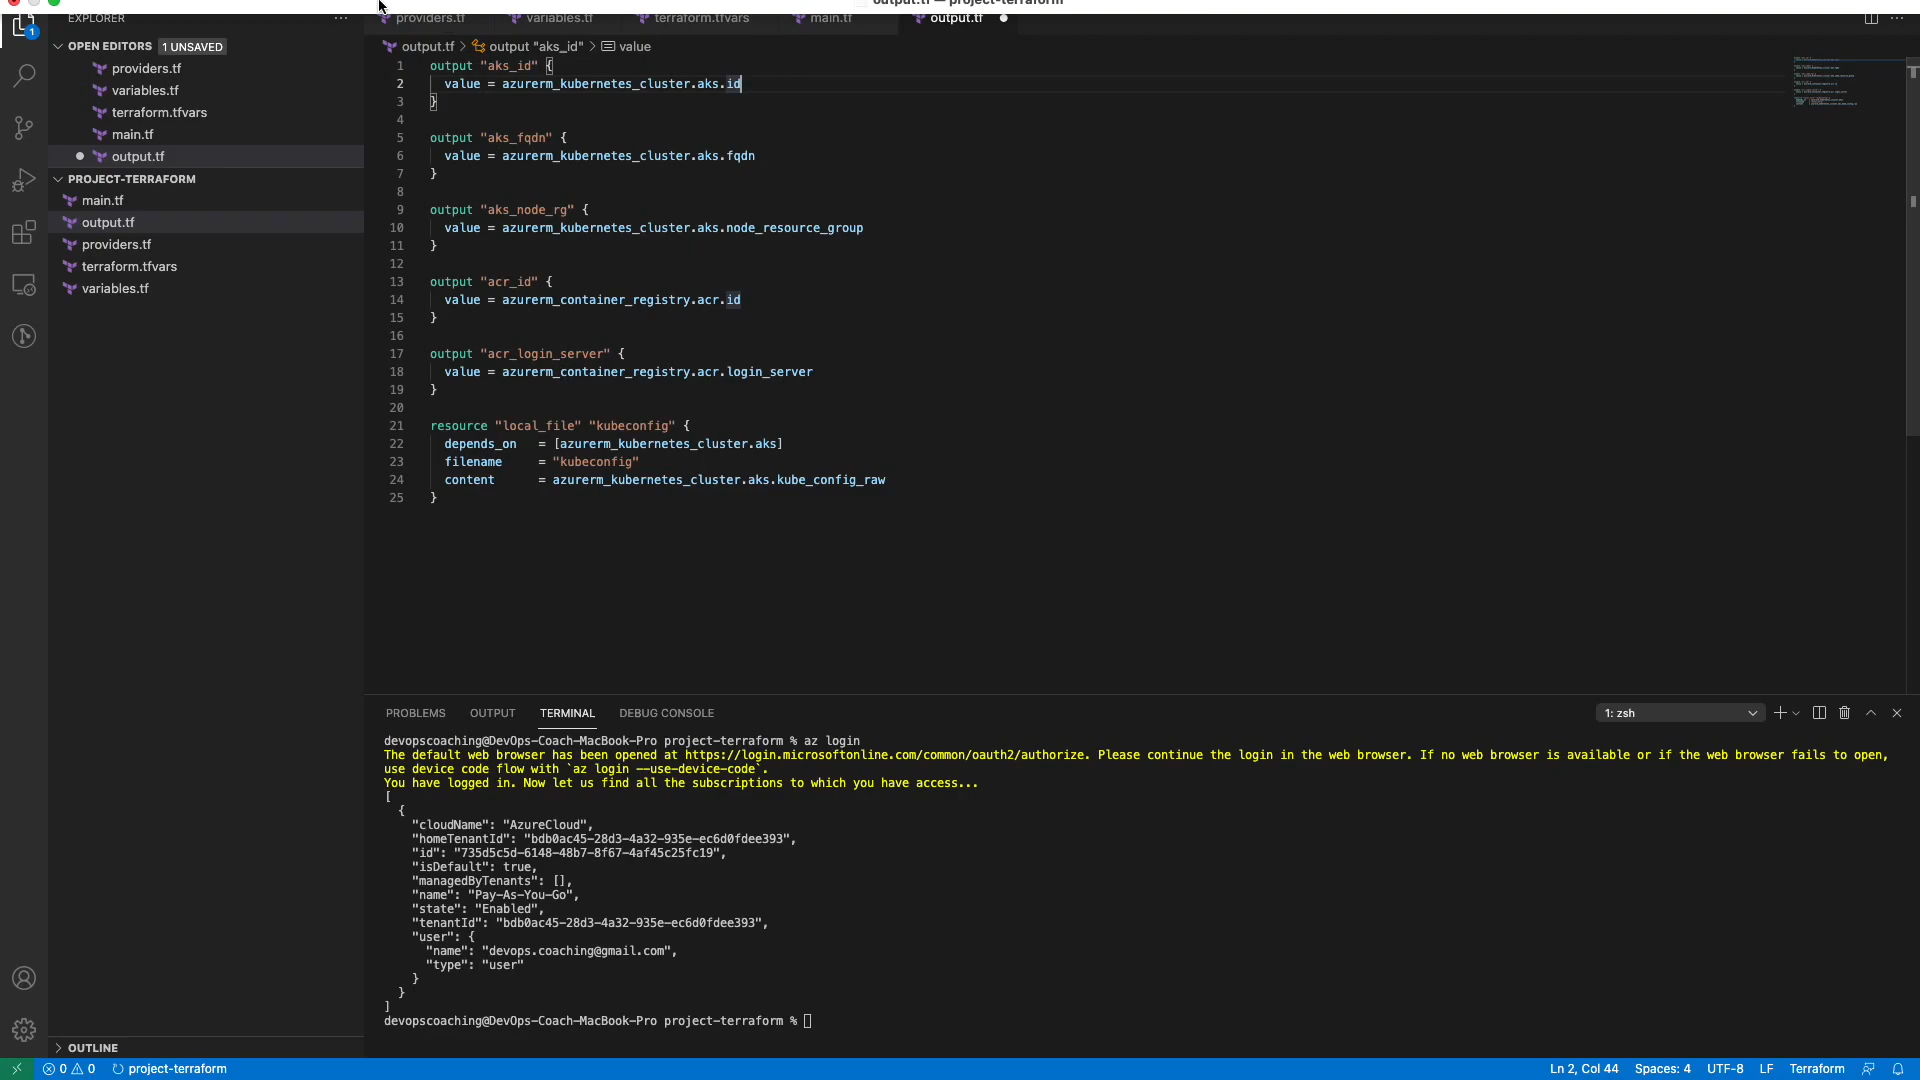 output.tf — project-terraform
EXPLORER
providers.tf
variables.tf
terraform.tfvars
main.tf
output.tf
1
OPEN EDITORS 1 UNSAVED
providers.tf
variables.tf
terraform.tfvars
main.tf
output.tf
PROJECT-TERRAFORM
main.tf
output.tf
providers.tf
terraform.tfvars
variables.tf
OUTLINE
output.tf > output "aks_id" > value
1 output "aks_id" {
2 value = azurerm_kubernetes_cluster.aks.id
3 }
4
5 output "aks_fqdn" {
6 value = azurerm_kubernetes_cluster.aks.fqdn
7 }
8
9 output "aks_node_rg" {
10 value = azurerm_kubernetes_cluster.aks.node_resource_group
11 }
12
13 output "acr_id" {
14 value = azurerm_container_registry.acr.id
15 }
16
17 output "acr_login_server" {
18 value = azurerm_container_registry.acr.login_server
19 }
20
21 resource "local_file" "kubeconfig" {
22 depends_on = [azurerm_kubernetes_cluster.aks]
23 filename = "kubeconfig"
24 content = azurerm_kubernetes_cluster.aks.kube_config_raw
25 }
PROBLEMS OUTPUT TERMINAL DEBUG CONSOLE 1: zsh
devopscoaching@DevOps-Coach-MacBook-Pro project-terraform % az login
The default web browser has been opened at https://login.microsoftonline.com/common/oauth2/authorize. Please continue the login in the web browser. If no web browser is available or if the web browser fails to open,
use device code flow with `az login --use-device-code`.
You have logged in. Now let us find all the subscriptions to which you have access...
[
{
"cloudName": "AzureCloud",
"homeTenantId": "bdb0ac45-28d3-4a32-935e-ec6d0fdee393",
"id": "735d5c5d-6148-48b7-8f67-4af45c25fc19",
"isDefault": true,
"managedByTenants": [],
"name": "Pay-As-You-Go",
"state": "Enabled",
"tenantId": "bdb0ac45-28d3-4a32-935e-ec6d0fdee393",
"user": {
"name": "devops.coaching@gmail.com",
"type": "user"
}
}
]
devopscoaching@DevOps-Coach-MacBook-Pro project-terraform %
0 0 project-terraform Ln 2, Col 44 Spaces: 4 UTF-8 LF Terraform